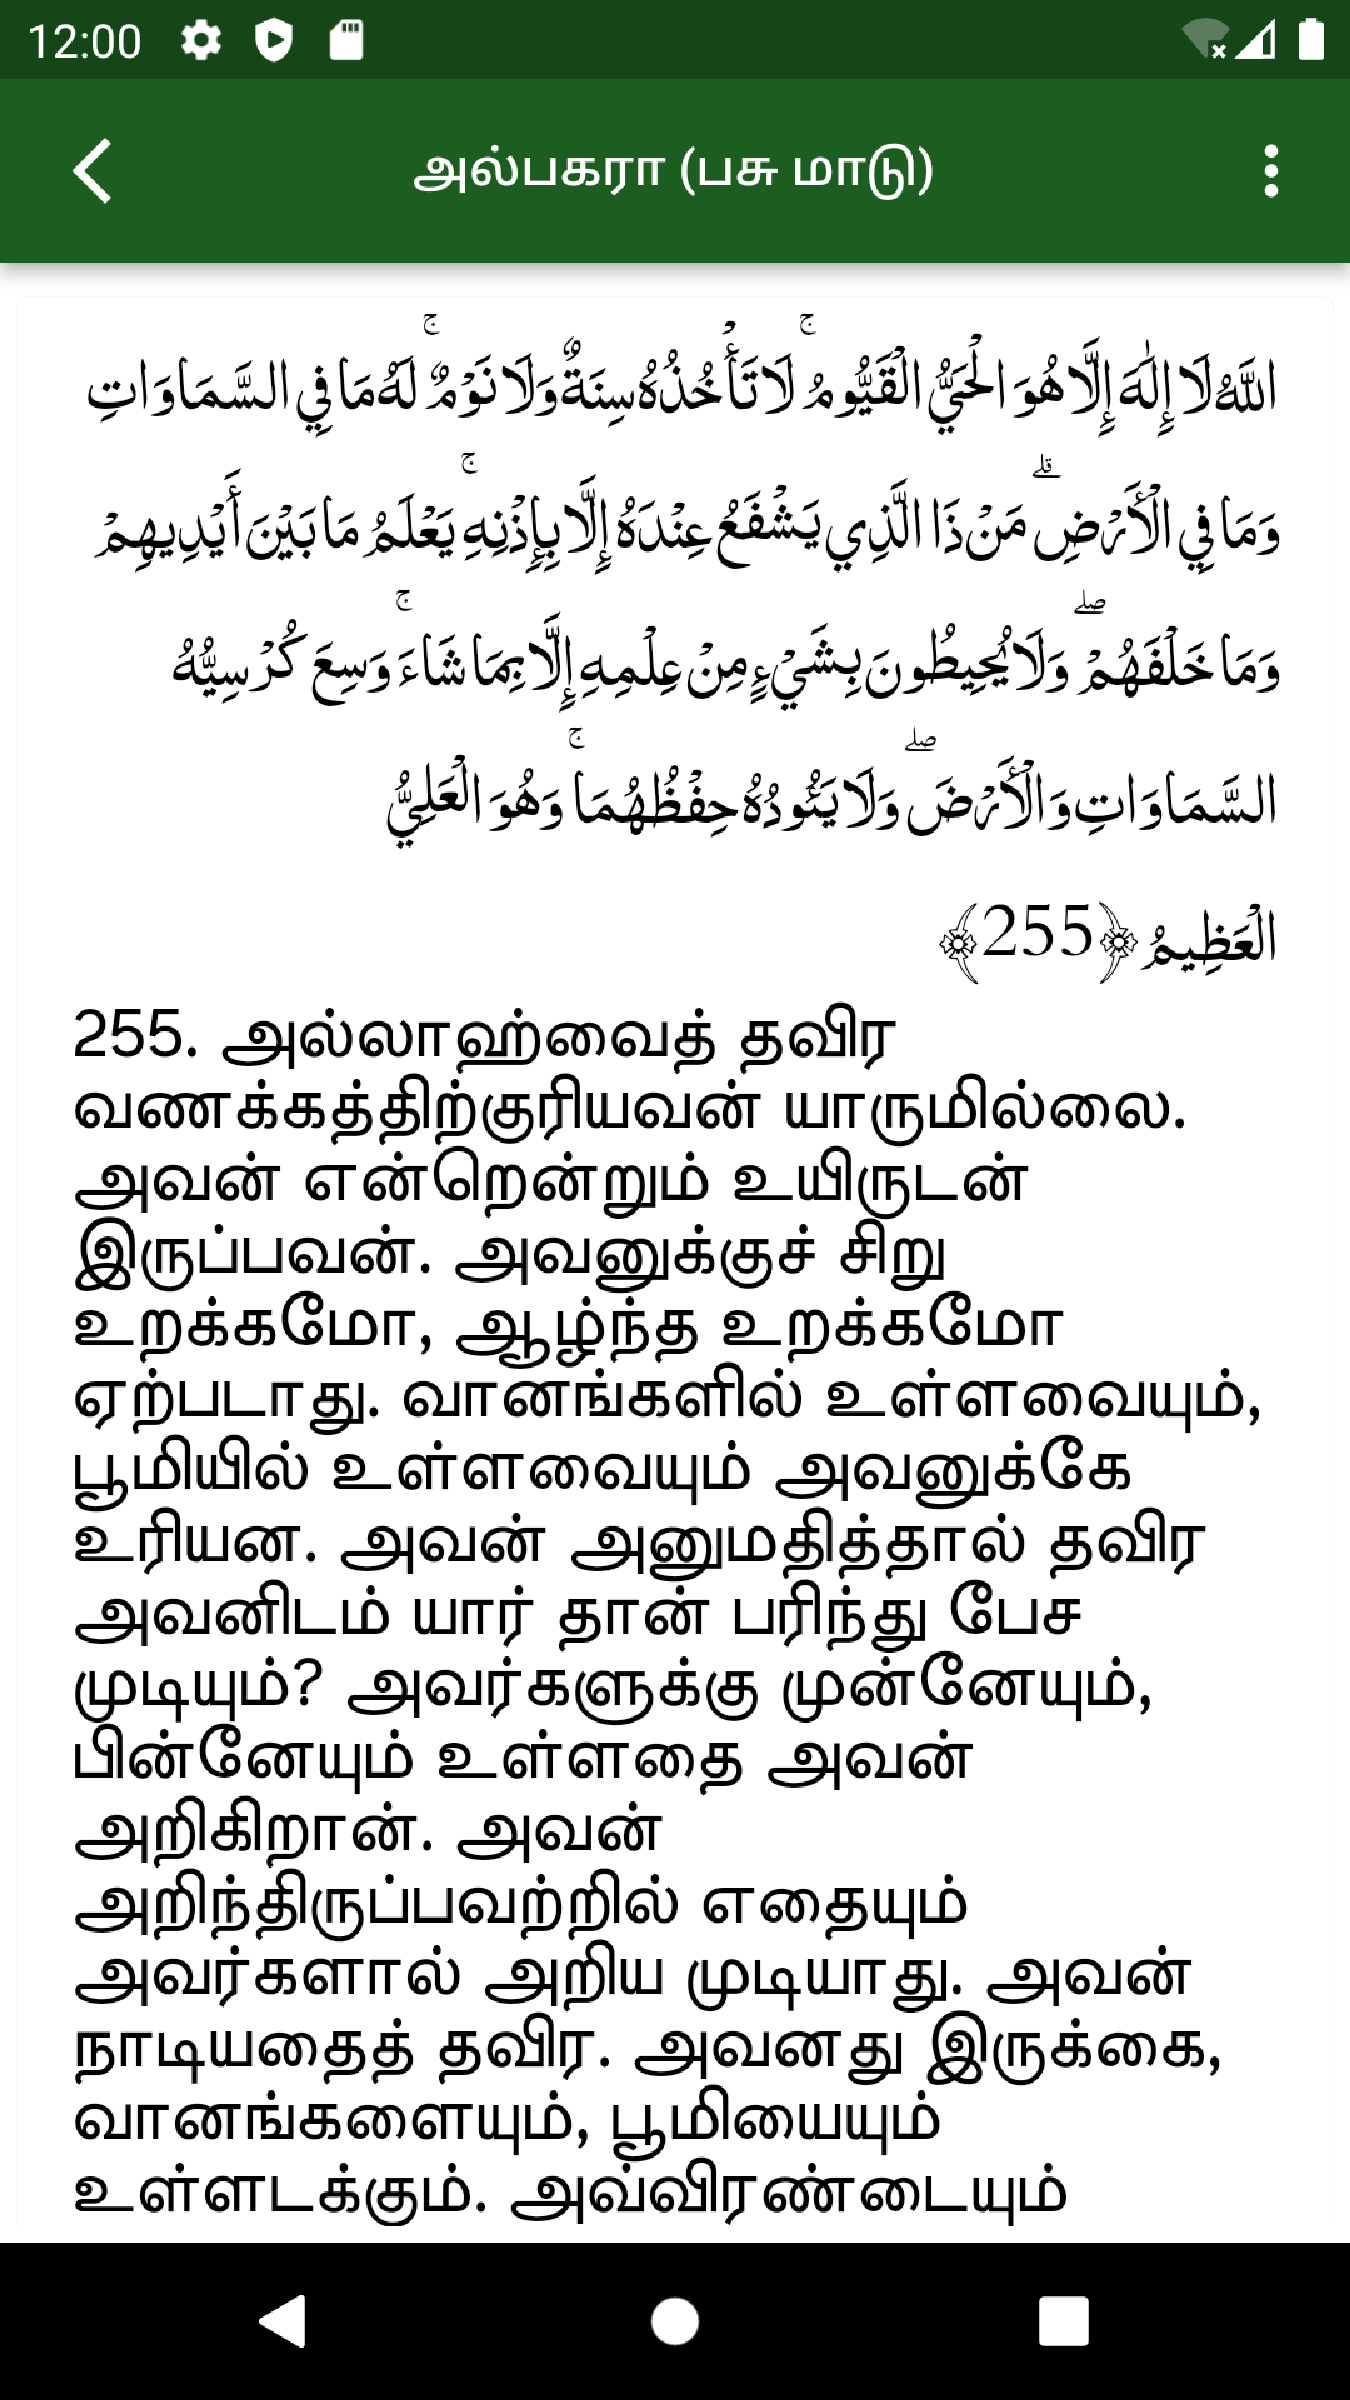 12:00
அல்பகரா (பசு மாடு)
اللَّهُ لَا إِلَٰهَ إِلَّا هُوَ الْحَيُّ الْقَيُّومُ ۚ لَا تَأْخُذُهُ سِنَةٌ وَلَا نَوْمٌ ۚ لَهُ مَا فِي السَّمَاوَاتِ
وَمَا فِي الْأَرْضِ ۗ مَنْ ذَا الَّذِي يَشْفَعُ عِنْدَهُ إِلَّا بِإِذْنِهِ ۚ يَعْلَمُ مَا بَيْنَ أَيْدِيهِمْ
وَمَا خَلْفَهُمْ ۖ وَلَا يُحِيطُونَ بِشَيْءٍ مِنْ عِلْمِهِ إِلَّا بِمَا شَاءَ ۚ وَسِعَ كُرْسِيُّهُ
السَّمَاوَاتِ وَالْأَرْضَ ۖ وَلَا يَئُودُهُ حِفْظُهُمَا ۚ وَهُوَ الْعَلِيُّ
الْعَظِيمُ ﴿255﴾
255. அல்லாஹ்வைத் தவிர
வணக்கத்திற்குரியவன் யாருமில்லை.
அவன் என்றென்றும் உயிருடன்
இருப்பவன். அவனுக்குச் சிறு
உறக்கமோ, ஆழ்ந்த உறக்கமோ
ஏற்படாது. வானங்களில் உள்ளவையும்,
பூமியில் உள்ளவையும் அவனுக்கே
உரியன. அவன் அனுமதித்தால் தவிர
அவனிடம் யார் தான் பரிந்து பேச
முடியும்? அவர்களுக்கு முன்னேயும்,
பின்னேயும் உள்ளதை அவன்
அறிகிறான். அவன்
அறிந்திருப்பவற்றில் எதையும்
அவர்களால் அறிய முடியாது. அவன்
நாடியதைத் தவிர. அவனது இருக்கை,
வானங்களையும், பூமியையும்
உள்ளடக்கும். அவ்விரண்டையும்